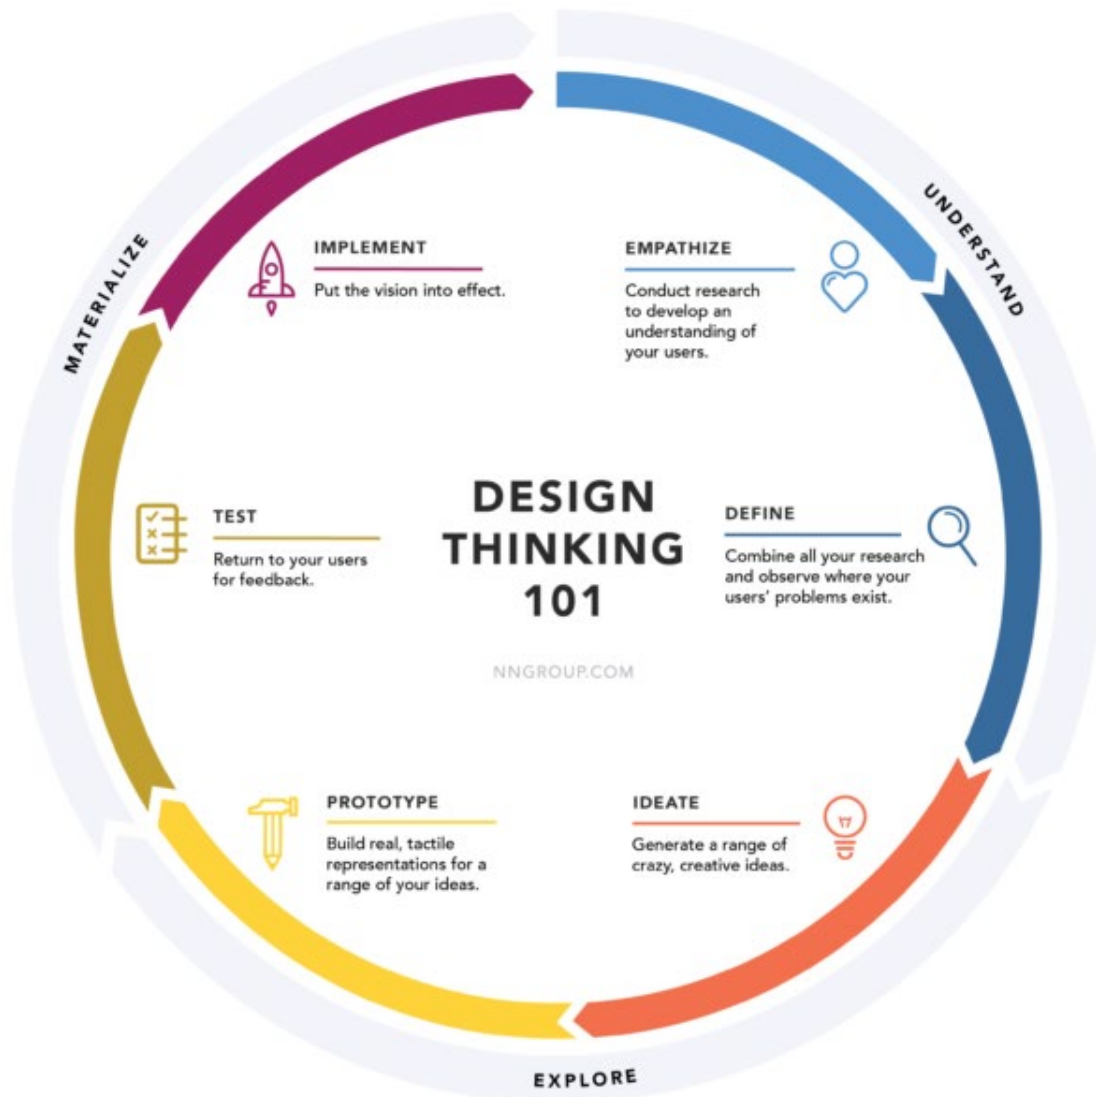 DESIGN
THINKING
101
NNGROUP.COM
UNDERSTAND
EMPATHIZE
Conduct research
to develop an
understanding of
your users.
DEFINE
Combine all your research
and observe where your
users' problems exist.
EXPLORE
IDEATE
Generate a range of
crazy, creative ideas.
PROTOTYPE
Build real, tactile
representations for a
range of your ideas.
MATERIALIZE
TEST
Return to your users
for feedback.
IMPLEMENT
Put the vision into effect.